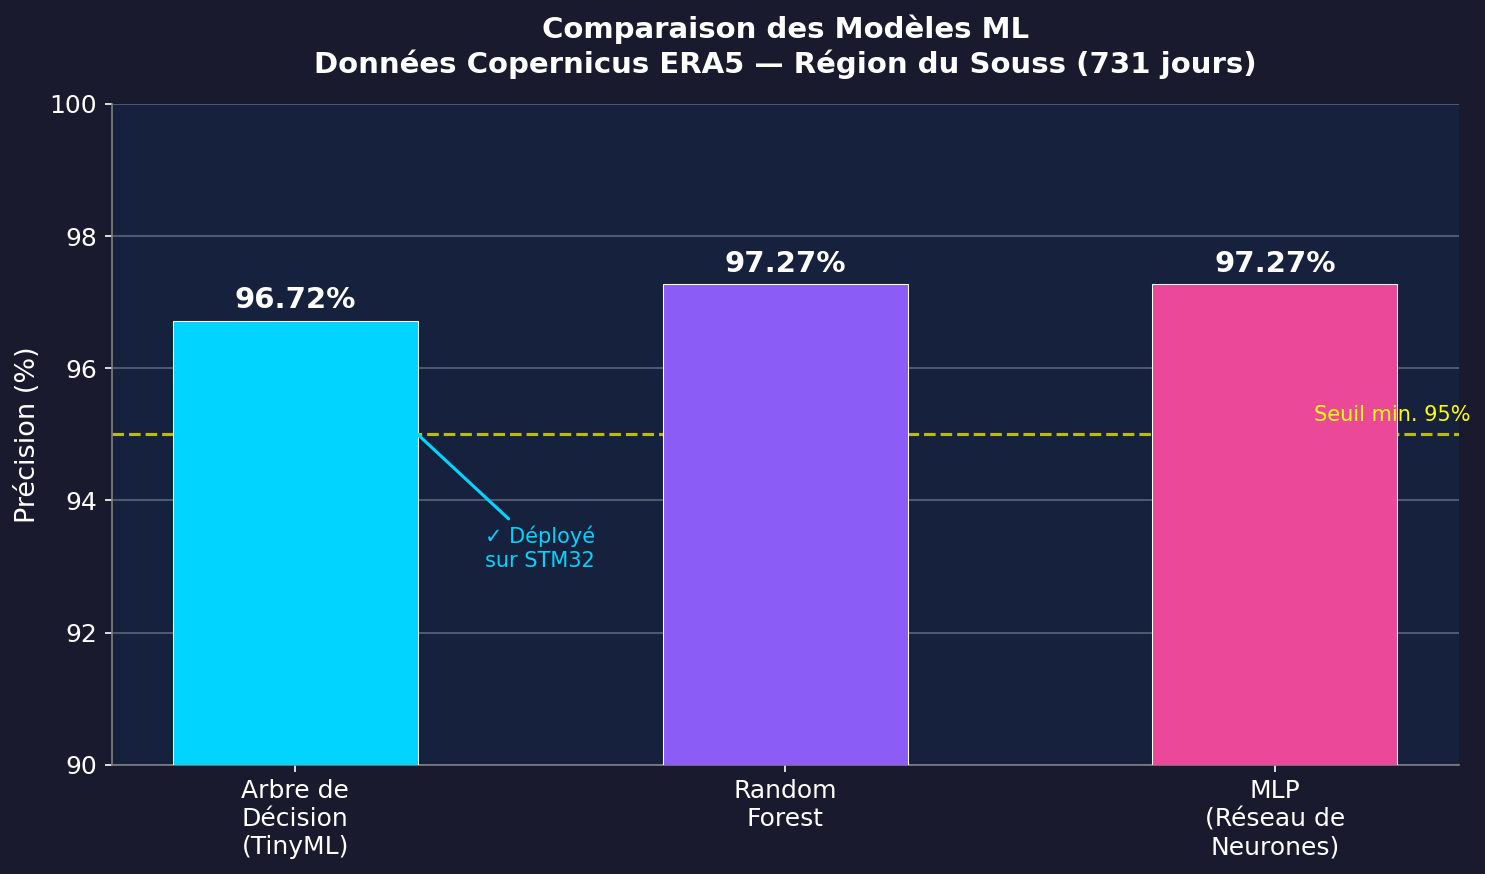 Comparaison des Modèles ML
Données Copernicus ERA5 — Région du Souss (731 jours)
Précision (%)
100
98
96
94
92
90
96.72%
97.27%
97.27%
Seuil min. 95%
✓ Déployé
sur STM32
Arbre de
Décision
(TinyML)
Random
Forest
MLP
(Réseau de
Neurones)